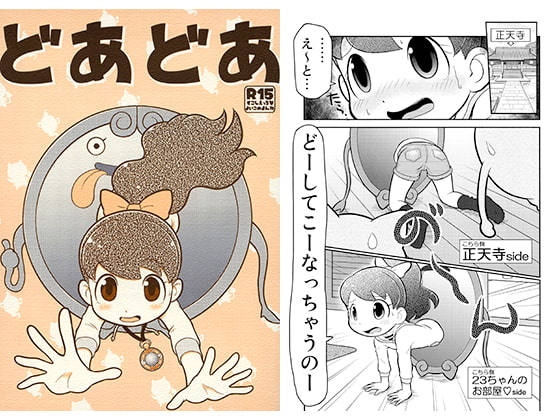 どあどあ
R15
正天寺
……
え〜と…
どーしてこーなっちゃうのー
こちら側
正天寺side
の〜ん
こちら側
23ちゃんの
お部屋♡side